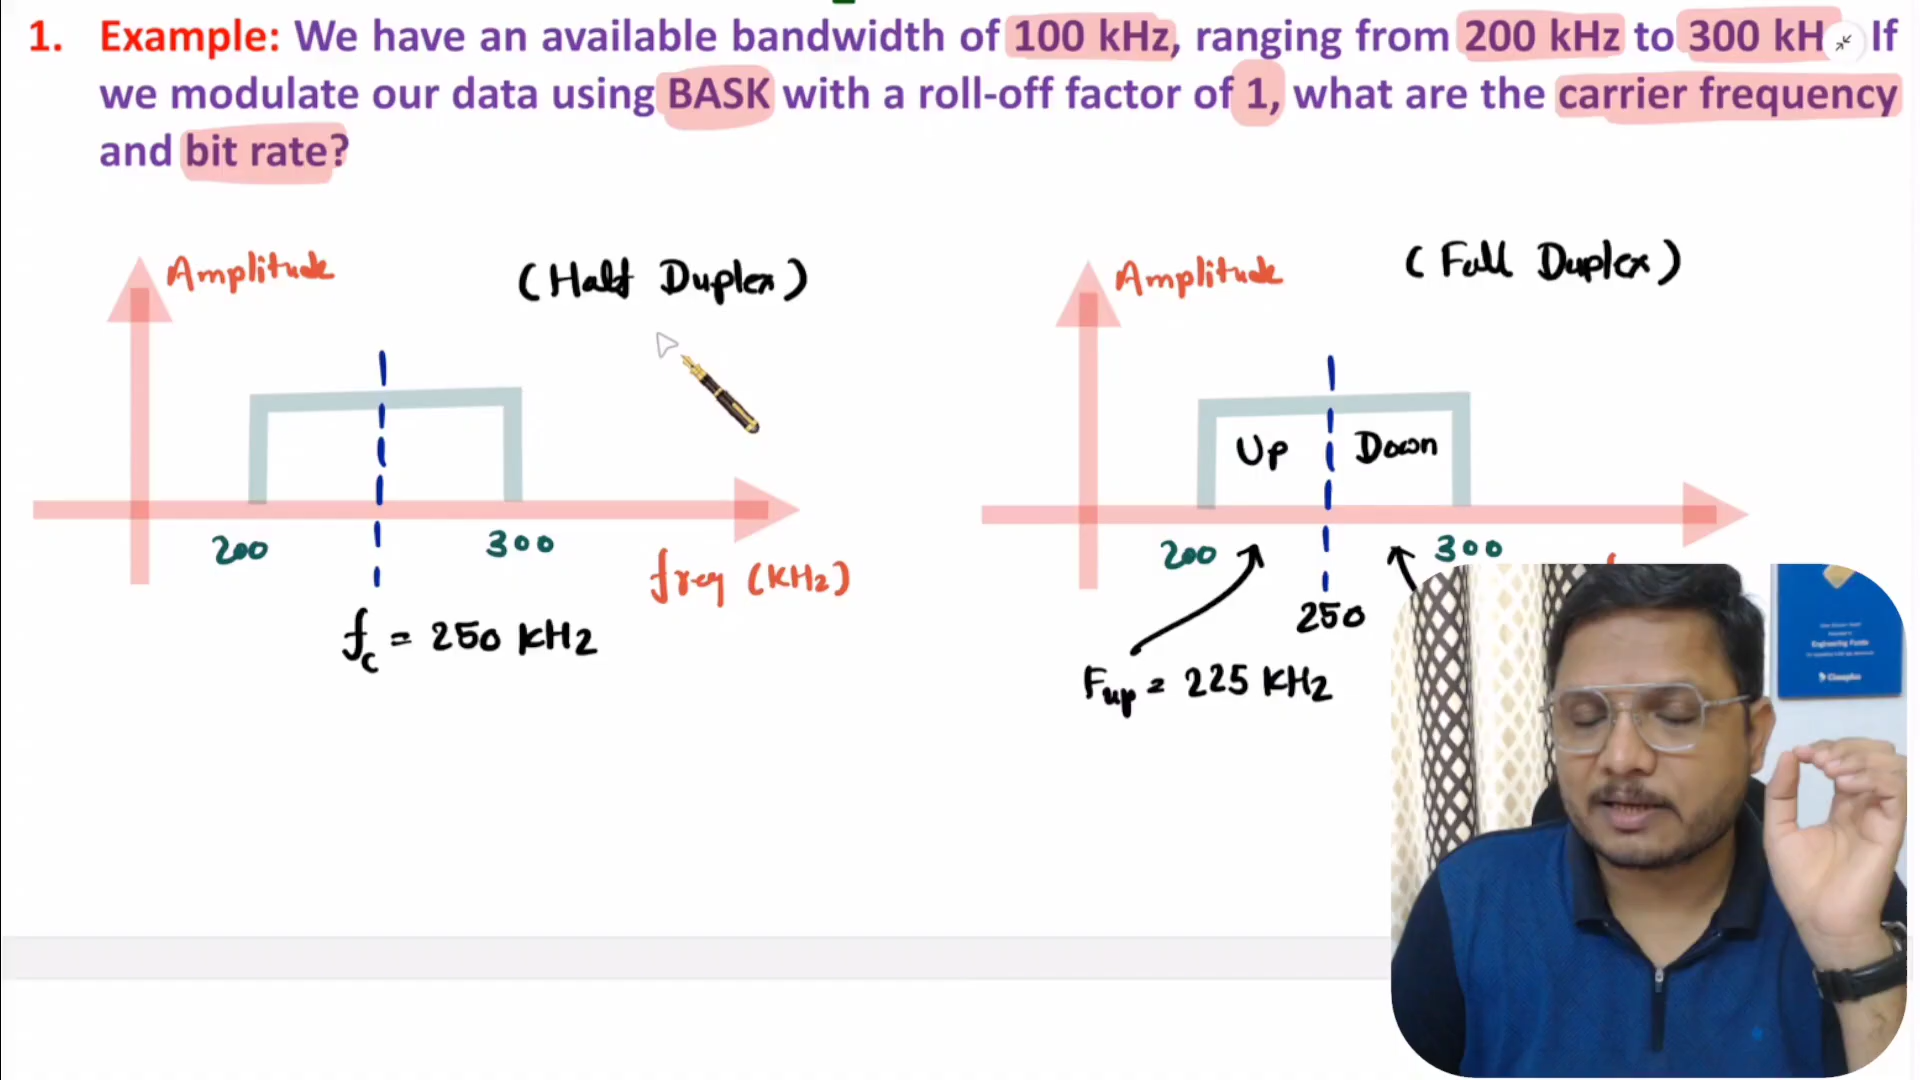 1. Example: We have an available bandwidth of 100 kHz, ranging from 200 kHz to 300 kH If
we modulate our data using BASK with a roll-off factor of 1, what are the carrier frequency
and bit rate?
Amplitude
(Half Duplex)
200
300
freq (KHz)
fc = 250 KHz
Amplitude
(Full Duplex)
Up
Down
200
300
250
Fup = 225 KHz
Engineering Funda